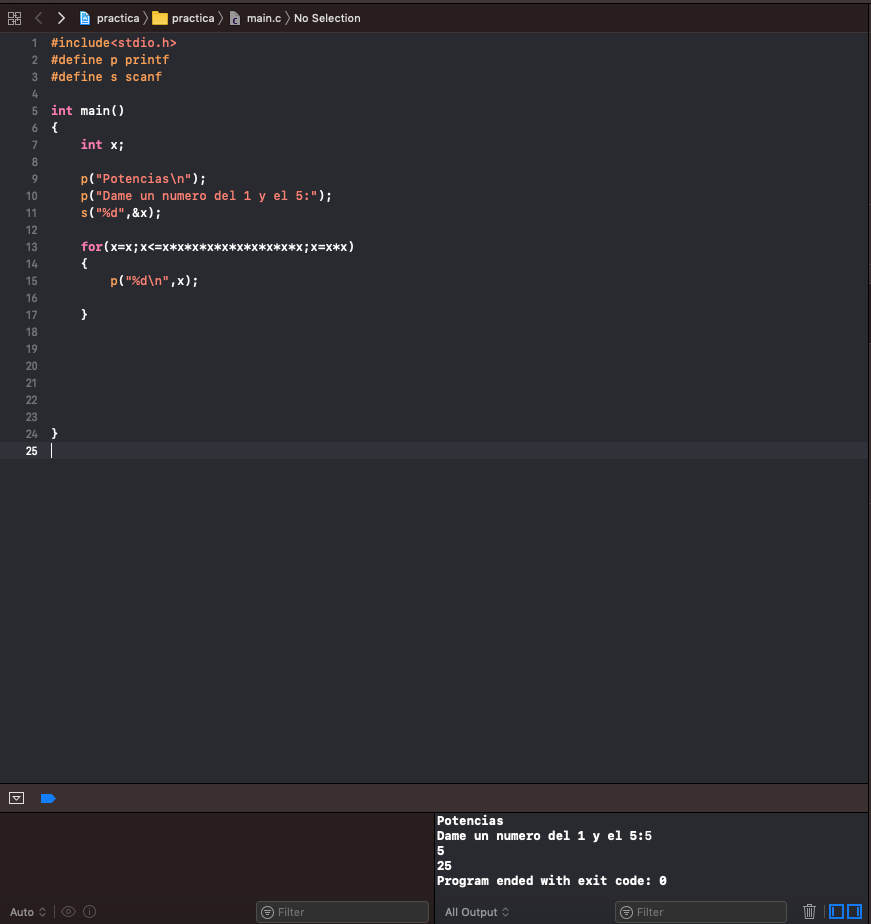 practica 〉 practica 〉 main.c 〉 No Selection
1 #include<stdio.h>
2 #define p printf
3 #define s scanf
4
5 int main()
6 {
7     int x;
8
9     p("Potencias\n");
10     p("Dame un numero del 1 y el 5:");
11     s("%d",&x);
12
13     for(x=x;x<=x*x*x*x*x*x*x*x*x*x;x=x*x)
14     {
15         p("%d\n",x);
16
17     }
18
19
20
21
22
23
24 }
25
Potencias
Dame un numero del 1 y el 5:5
5
25
Program ended with exit code: 0
Auto Filter All Output Filter